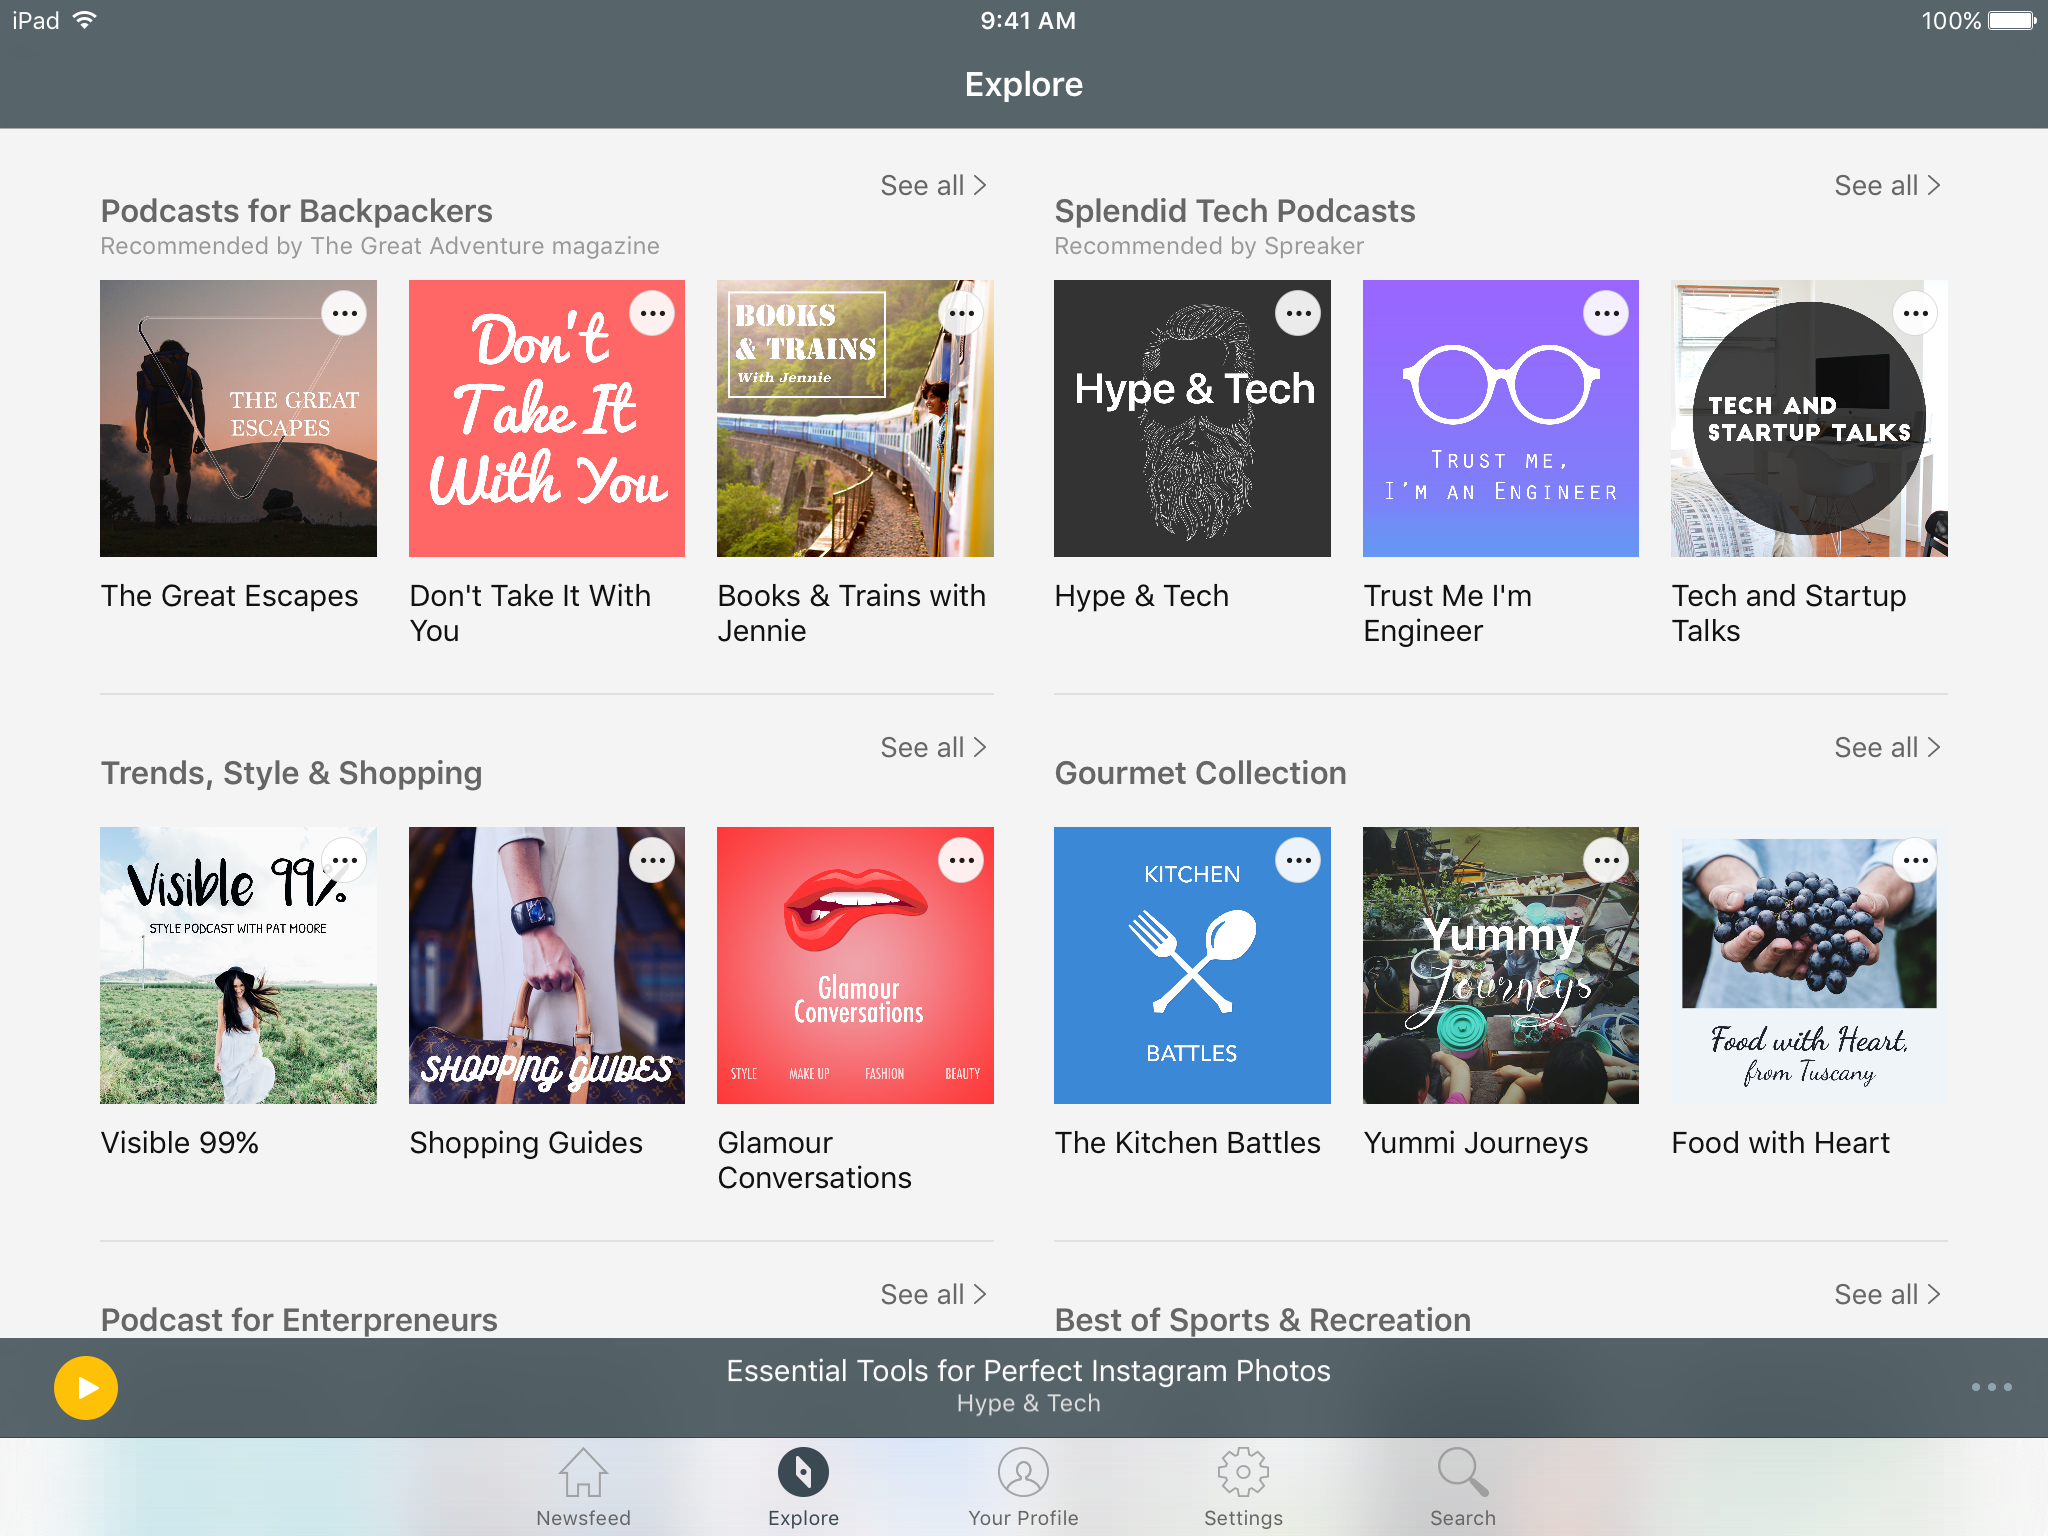 iPad
9:41 AM
100%
Explore
See all
Podcasts for Backpackers
Recommended by The Great Adventure magazine
THE GREAT
ESCAPES
Don't
Take It
With You
BOOKS
& TRAINS
With Jennie
The Great Escapes
Don't Take It With
You
Books & Trains with
Jennie
See all
Splendid Tech Podcasts
Recommended by Spreaker
Hype & Tech
TRUST ME,
I'M AN ENGINEER
TECH AND
STARTUP TALKS
Hype & Tech
Trust Me I'm
Engineer
Tech and Startup
Talks
See all
Trends, Style & Shopping
Visible 99%
STYLE PODCAST WITH PAT MOORE
SHOPPING GUIDES
Glamour
Conversations
STYLE MAKE UP FASHION BEAUTY
Visible 99%
Shopping Guides
Glamour
Conversations
See all
Gourmet Collection
KITCHEN
BATTLES
Yummy
Journeys
Food with Heart,
from Tuscany
The Kitchen Battles
Yummi Journeys
Food with Heart
See all
Podcast for Enterpreneurs
See all
Best of Sports & Recreation
Essential Tools for Perfect Instagram Photos
Hype & Tech
Newsfeed
Explore
Your Profile
Settings
Search